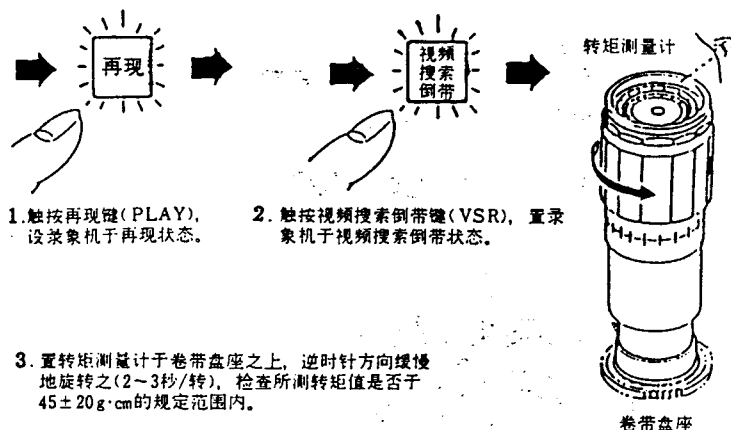 再现
视频
搜索
倒带
转矩测量计
1.触按再现键(PLAY),
设录象机于再现状态。
2.触按视频搜索倒带键(VSR), 置录
象机于视频搜索倒带状态。
3.置转矩测量计于卷带盘座之上, 逆时针方向缓慢
地旋转之(2~3秒/转), 检查所测转矩值是否于
45±20g·cm的规定范围内。
卷带盘座